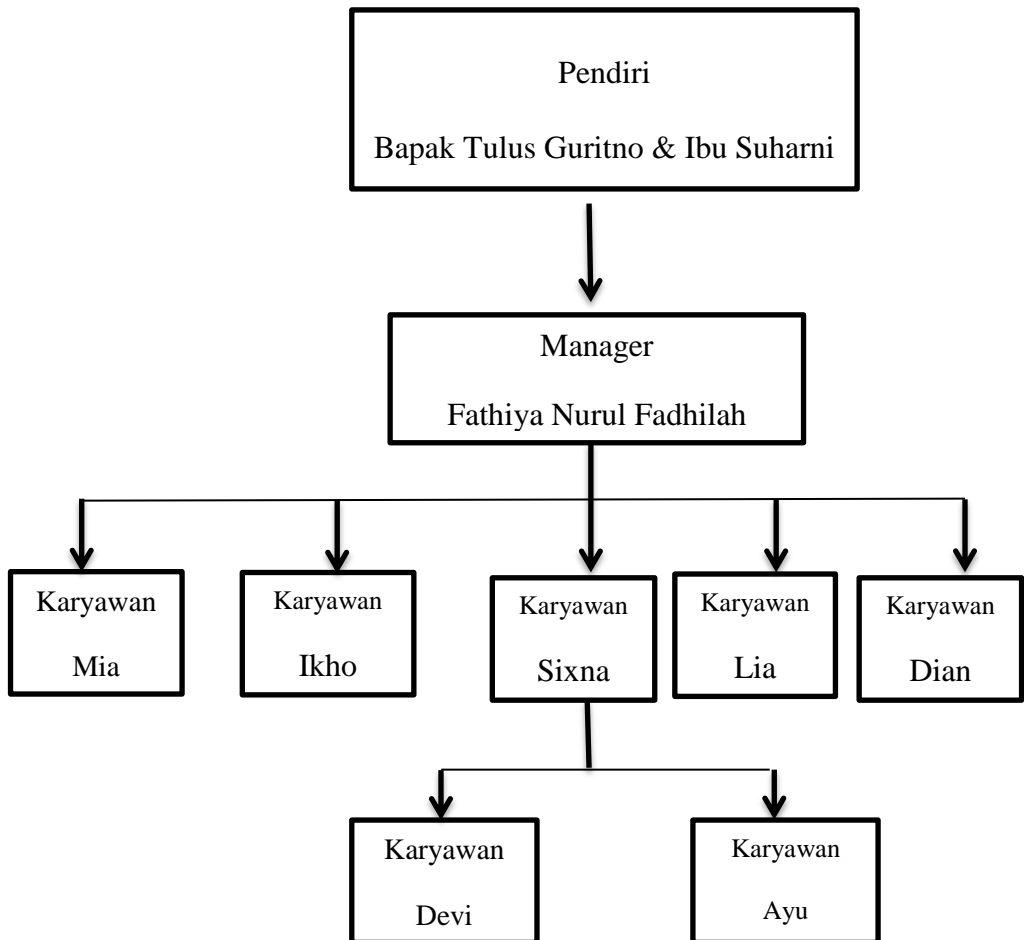 Pendiri
Bapak Tulus Guritno & Ibu Suharni
Manager
Fathiya Nurul Fadhilah
Karyawan
Mia
Karyawan
Ikho
Karyawan
Sixna
Karyawan
Lia
Karyawan
Dian
Karyawan
Devi
Karyawan
Ayu